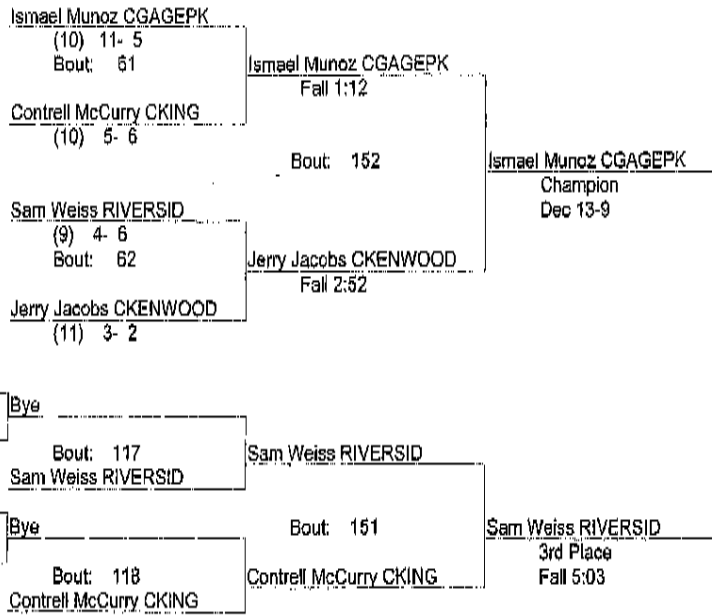 Ismael Munoz CGAGEPK
(10) 11- 5
Bout: 61
Ismael Munoz CGAGEPK
Fall 1:12
Contrell McCurry CKING
(10) 5- 6
Bout: 152
Ismael Munoz CGAGEPK
Champion
Dec 13-9
Sam Weiss RIVERSID
(9) 4- 6
Bout: 62
Jerry Jacobs CKENWOOD
Fall 2:52
Jerry Jacobs CKENWOOD
(11) 3- 2
Bye
Bout: 117
Sam Weiss RIVERSID
Sam Weiss RIVERSID
Bye
Bout: 151
Sam Weiss RIVERSID
3rd Place
Fall 5:03
Bout: 118
Contrell McCurry CKING
Contrell McCurry CKING